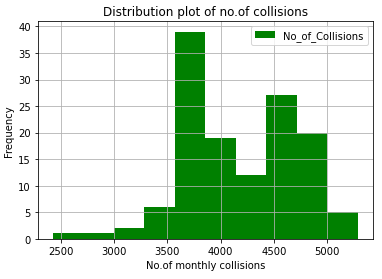 Distribution plot of no.of collisions
No_of_Collisions
40
35
30
25
20
15
10
5
0
Frequency
2500 3000 3500 4000 4500 5000
No.of monthly collisions